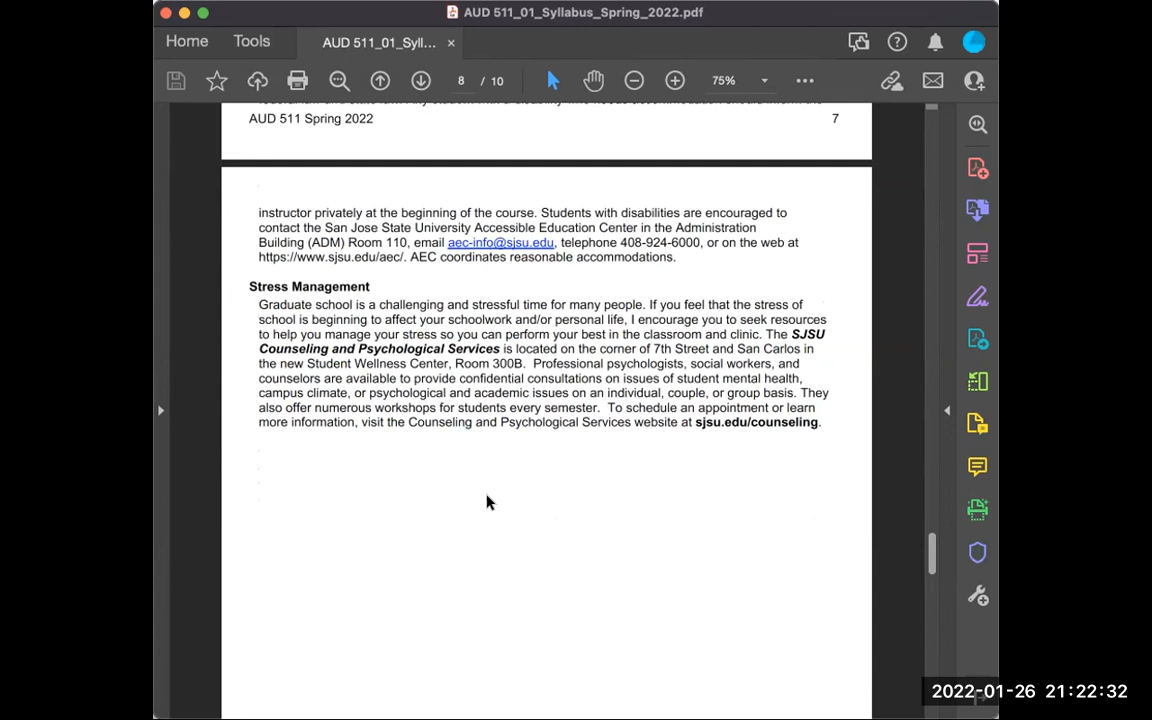 AUD 511_01_Syllabus_Spring_2022.pdf
Home Tools AUD 511_01_Syll... ×
8 / 10 75%
AUD 511 Spring 2022 7
instructor privately at the beginning of the course. Students with disabilities are encouraged to
contact the San Jose State University Accessible Education Center in the Administration
Building (ADM) Room 110, email aec-info@sjsu.edu, telephone 408-924-6000, or on the web at
https://www.sjsu.edu/aec/. AEC coordinates reasonable accommodations.
Stress Management
Graduate school is a challenging and stressful time for many people. If you feel that the stress of
school is beginning to affect your schoolwork and/or personal life, I encourage you to seek resources
to help you manage your stress so you can perform your best in the classroom and clinic. The SJSU
Counseling and Psychological Services is located on the corner of 7th Street and San Carlos in
the new Student Wellness Center, Room 300B. Professional psychologists, social workers, and
counselors are available to provide confidential consultations on issues of student mental health,
campus climate, or psychological and academic issues on an individual, couple, or group basis. They
also offer numerous workshops for students every semester. To schedule an appointment or learn
more information, visit the Counseling and Psychological Services website at sjsu.edu/counseling.
2022-01-26 21:22:32